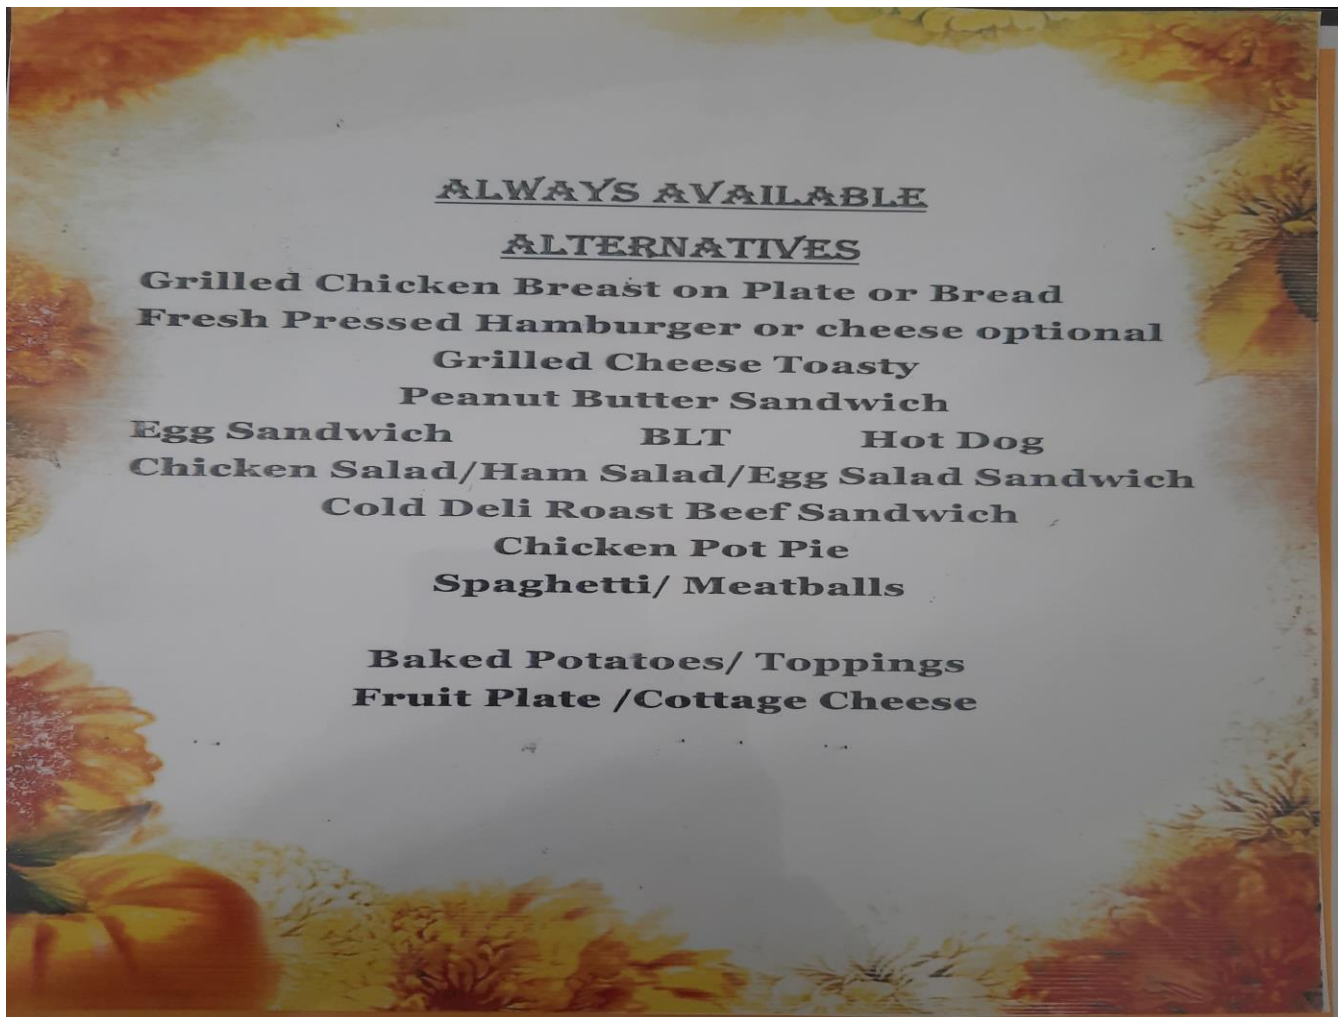 ALWAYS AVAILABLE
ALTERNATIVES
Grilled Chicken Breast on Plate or Bread
Fresh Pressed Hamburger or cheese optional
Grilled Cheese Toasty
Peanut Butter Sandwich
Egg Sandwich BLT Hot Dog
Chicken Salad/Ham Salad/Egg Salad Sandwich
Cold Deli Roast Beef Sandwich
Chicken Pot Pie
Spaghetti/ Meatballs
Baked Potatoes/ Toppings
Fruit Plate /Cottage Cheese